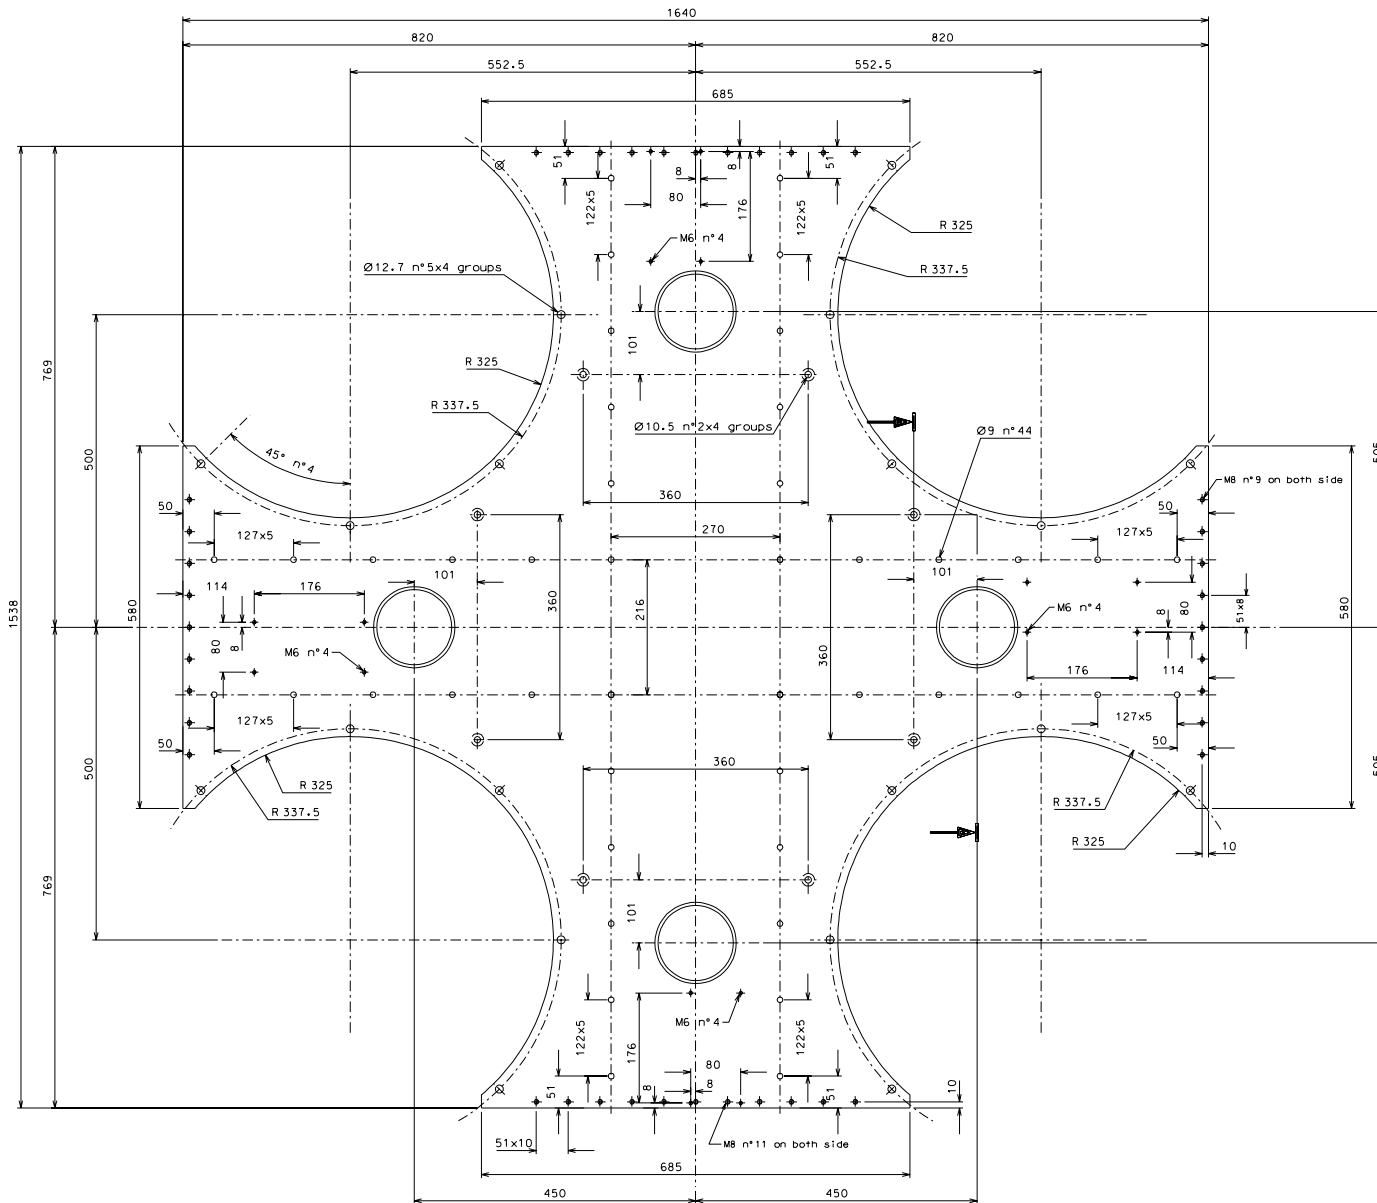 1640
820
820
552.5
552.5
685
51
8
51
8
122x5
80
176
122x5
M6 n°4
R 325
R 337.5
Ø12.7 n°5x4 groups
769
101
R 325
R 337.5
Ø10.5 n°2x4 groups
Ø9 n°44
500
45° n°4
505
M8 n°9 on both side
50
360
50
127x5
270
127x5
114
176
101
360
216
101
8
80
51x8
580
1538
80
8
M6 n°4
M6 n°4
360
176
114
580
127x5
127x5
50
50
500
360
505
R 325
R 337.5
R 337.5
R 325
10
769
101
M6 n°4
122x5
176
80
122x5
51
8
8
51
10
51x10
M8 n°11 on both side
685
450
450